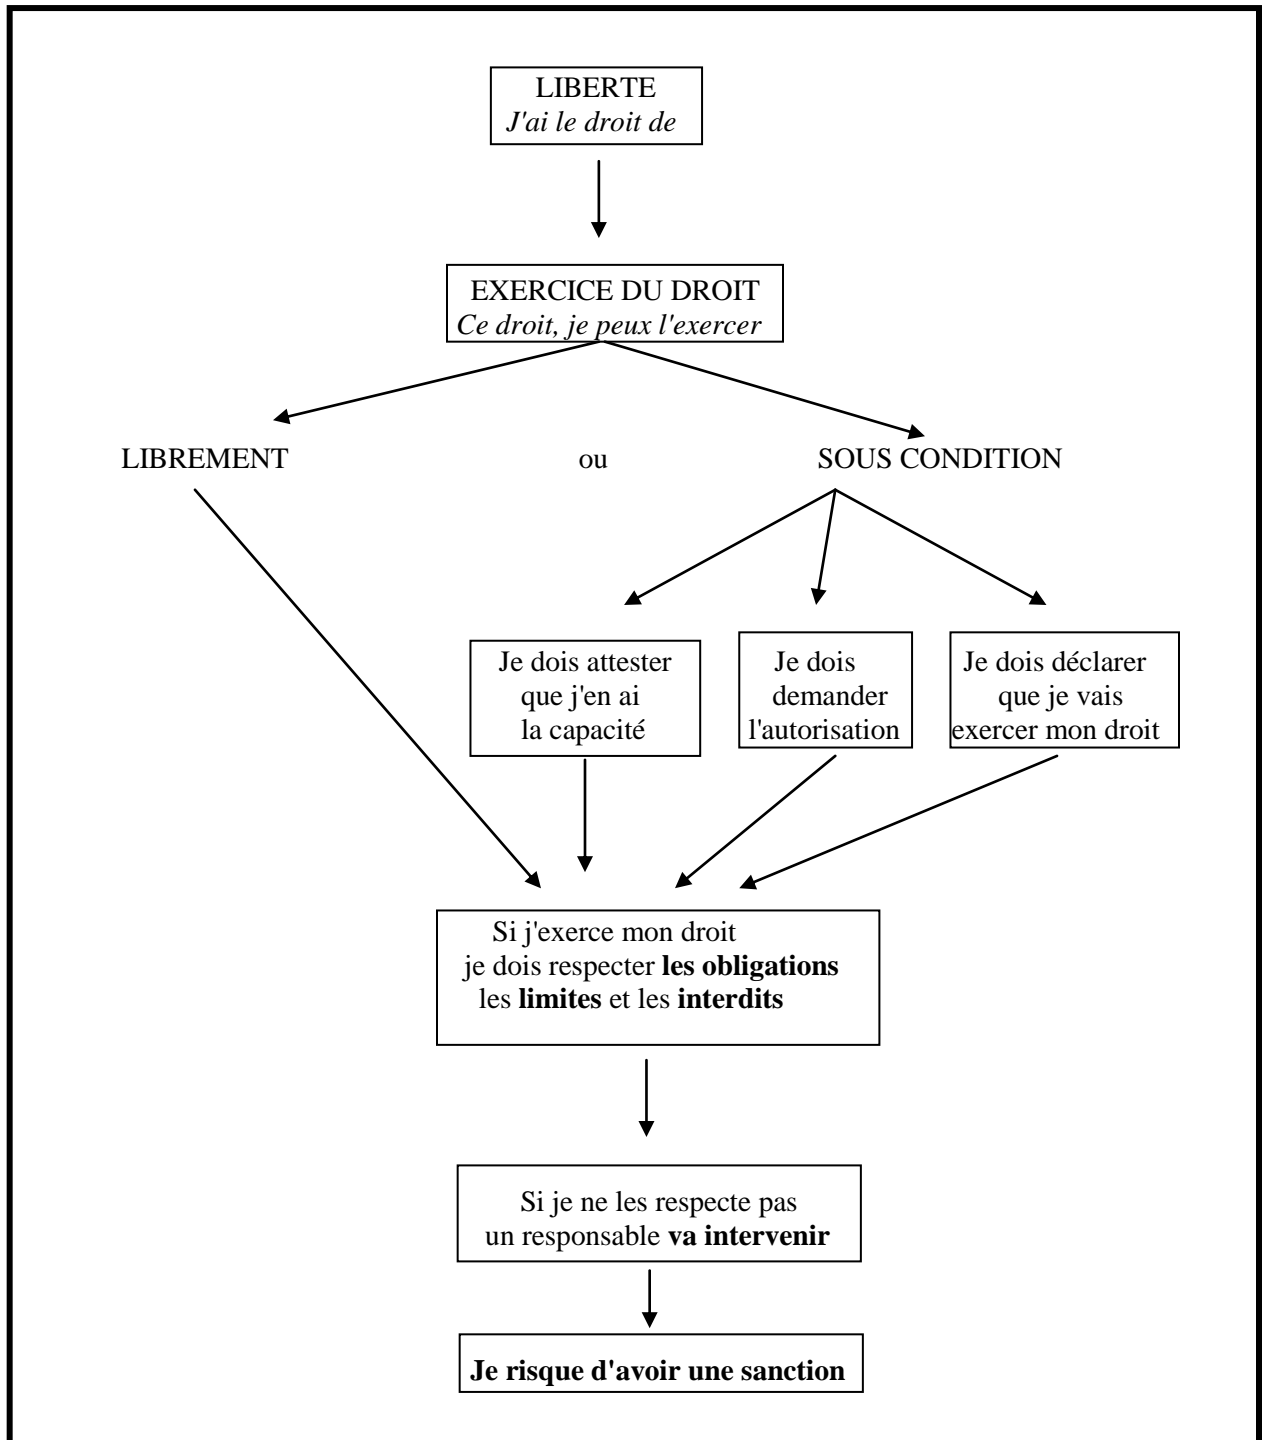 LIBERTE
J'ai le droit de
EXERCICE DU DROIT
Ce droit, je peux l'exercer
LIBREMENT ou SOUS CONDITION
Je dois attester
que j'en ai
la capacité
Je dois
demander
l'autorisation
Je dois déclarer
que je vais
exercer mon droit
Si j'exerce mon droit
je dois respecter les obligations
les limites et les interdits
Si je ne les respecte pas
un responsable va intervenir
Je risque d'avoir une sanction